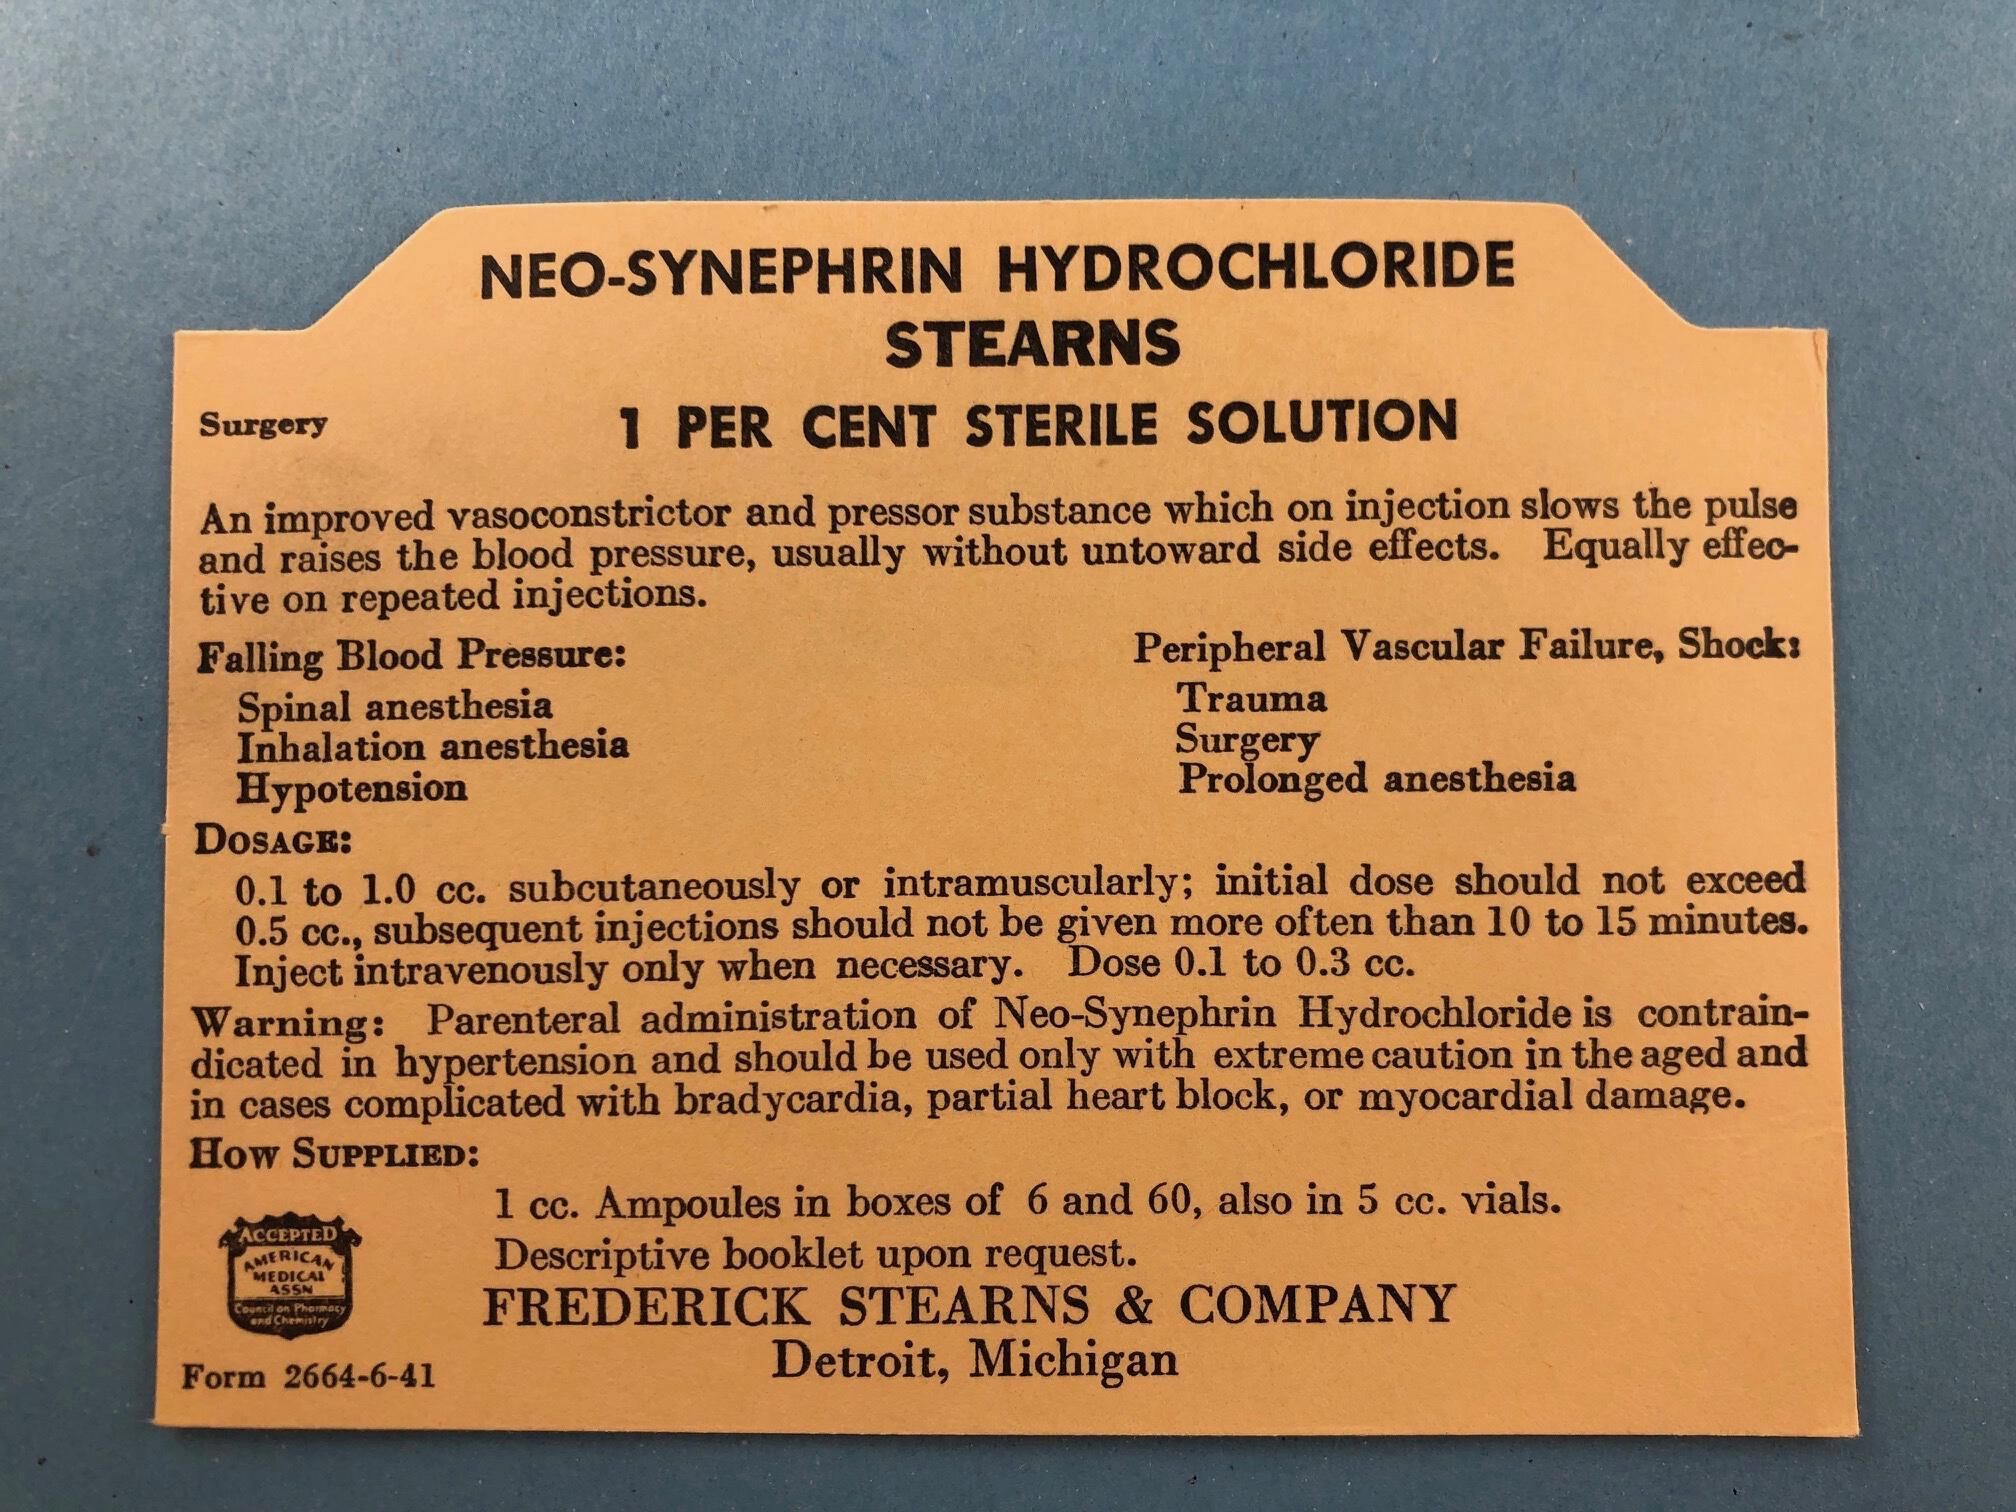 NEO-SYNEPHRIN HYDROCHLORIDE
STEARNS
Surgery 1 PER CENT STERILE SOLUTION
An improved vasoconstrictor and pressor substance which on injection slows the pulse
and raises the blood pressure, usually without untoward side effects. Equally effec-
tive on repeated injections.
Falling Blood Pressure:
Spinal anesthesia
Inhalation anesthesia
Hypotension
Peripheral Vascular Failure, Shock:
Trauma
Surgery
Prolonged anesthesia
DOSAGE:
0.1 to 1.0 cc. subcutaneously or intramuscularly; initial dose should not exceed
0.5 cc., subsequent injections should not be given more often than 10 to 15 minutes.
Inject intravenously only when necessary. Dose 0.1 to 0.3 cc.
Warning: Parenteral administration of Neo-Synephrin Hydrochloride is contrain-
dicated in hypertension and should be used only with extreme caution in the aged and
in cases complicated with bradycardia, partial heart block, or myocardial damage.
HOW SUPPLIED:
1 cc. Ampoules in boxes of 6 and 60, also in 5 cc. vials.
Descriptive booklet upon request.
ACCEPTED
AMERICAN
MEDICAL
ASSN
Council on Pharmacy
and Chemistry
FREDERICK STEARNS & COMPANY
Detroit, Michigan
Form 2664-6-41